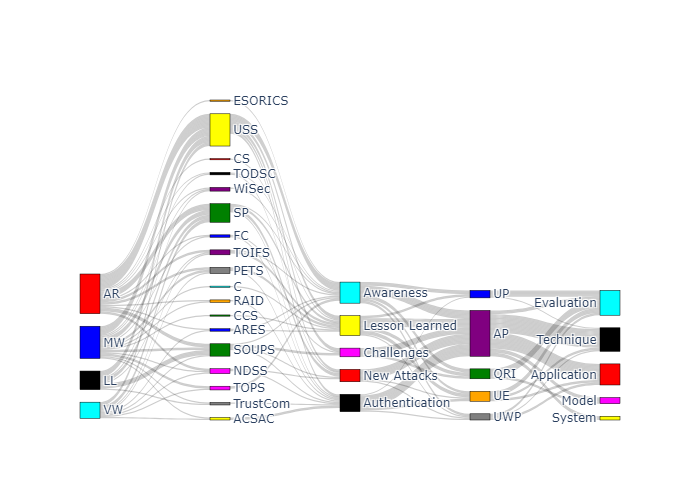 AR
MW
LL
VW
ESORICS
USS
CS
TODSC
WiSec
SP
FC
TOIFS
PETS
C
RAID
CCS
ARES
SOUPS
NDSS
TOPS
TrustCom
ACSAC
Awareness
Lesson Learned
Challenges
New Attacks
Authentication
UP
AP
QRI
UE
UWP
Evaluation
Technique
Application
Model
System